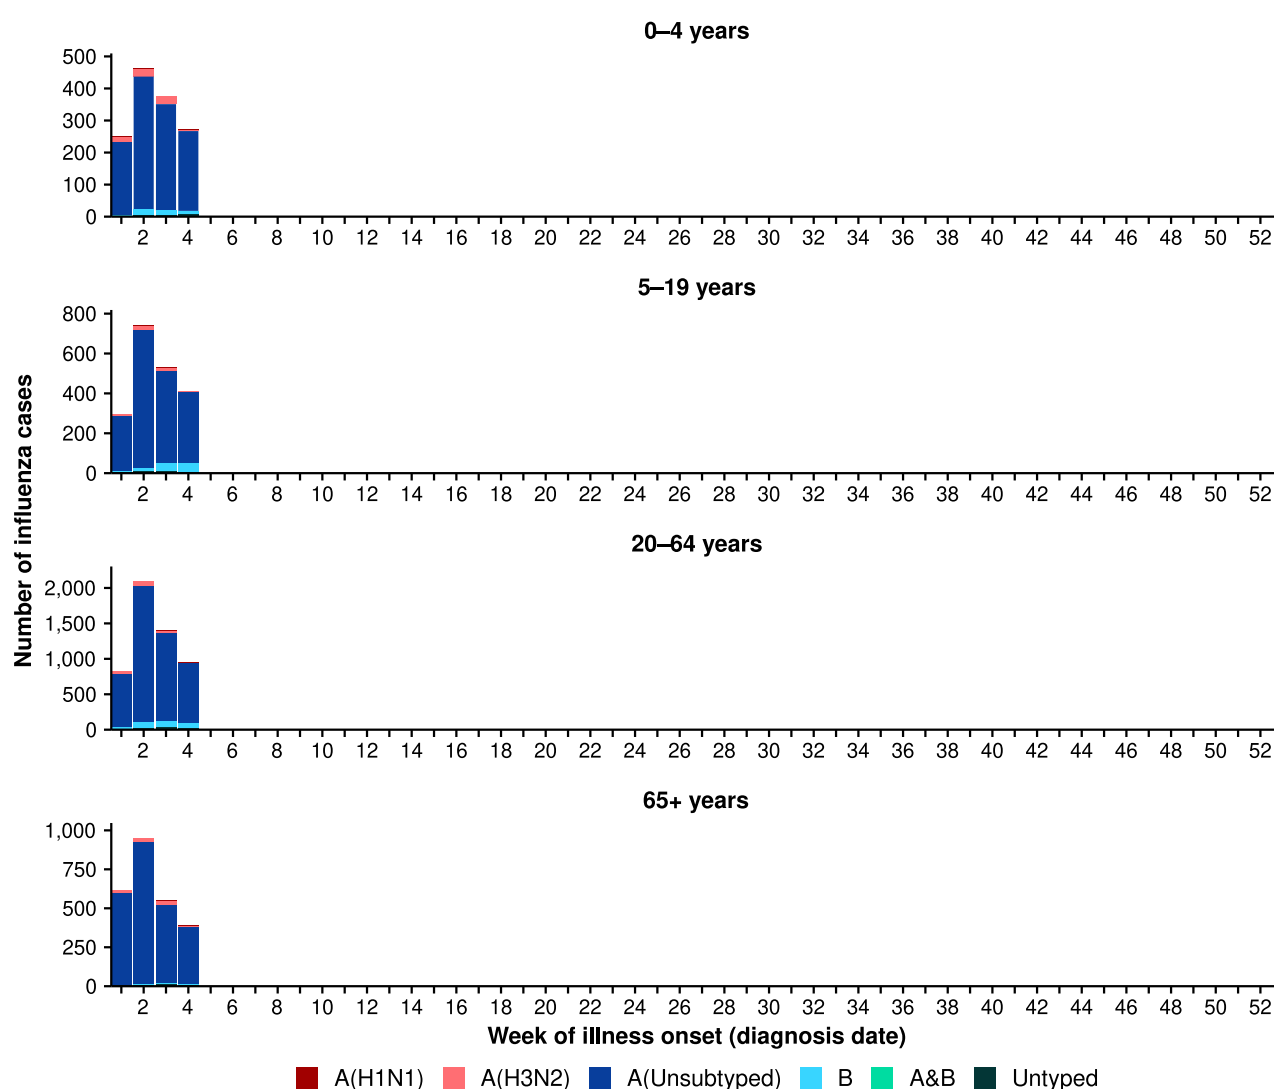 0–4 years
500
400
300
200
100
0
2 4 6 8 10 12 14 16 18 20 22 24 26 28 30 32 34 36 38 40 42 44 46 48 50 52
5–19 years
800
600
400
200
0
2 4 6 8 10 12 14 16 18 20 22 24 26 28 30 32 34 36 38 40 42 44 46 48 50 52
Number of influenza cases
20–64 years
2,000
1,500
1,000
500
0
2 4 6 8 10 12 14 16 18 20 22 24 26 28 30 32 34 36 38 40 42 44 46 48 50 52
65+ years
1,000
750
500
250
0
2 4 6 8 10 12 14 16 18 20 22 24 26 28 30 32 34 36 38 40 42 44 46 48 50 52
Week of illness onset (diagnosis date)
A(H1N1) A(H3N2) A(Unsubtyped) B A&B Untyped